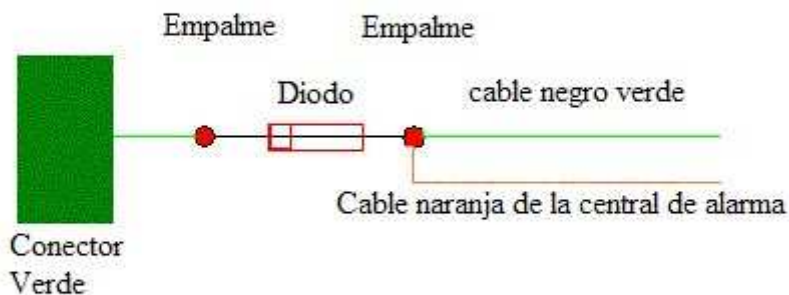 Empalme
Empalme
Diodo
cable negro verde
Cable naranja de la central de alarma
Conector
Verde